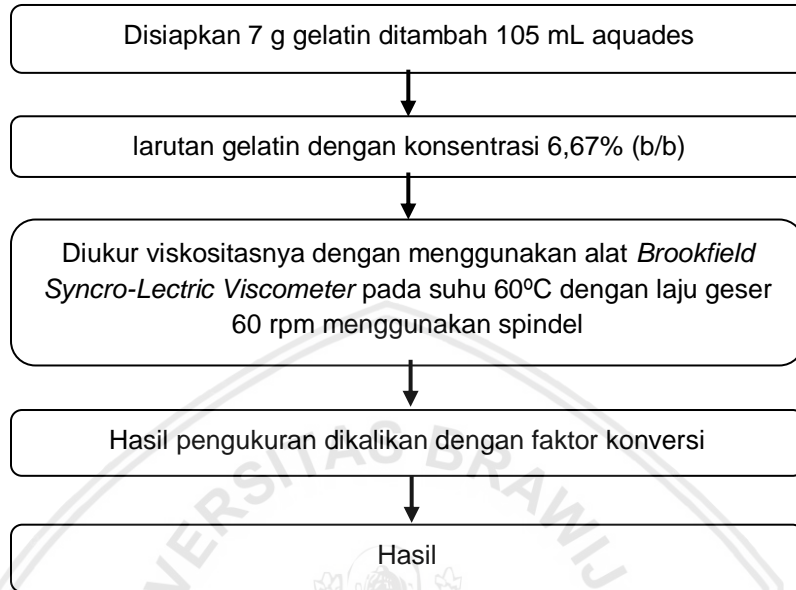 Disiapkan 7 g gelatin ditambah 105 mL aquades
larutan gelatin dengan konsentrasi 6,67% (b/b)
Diukur viskositasnya dengan menggunakan alat Brookfield
Syncro-Lectric Viscometer pada suhu 60ºC dengan laju geser
60 rpm menggunakan spindel
Hasil pengukuran dikalikan dengan faktor konversi
NIVERSITAS BRAWIJ
Hasil